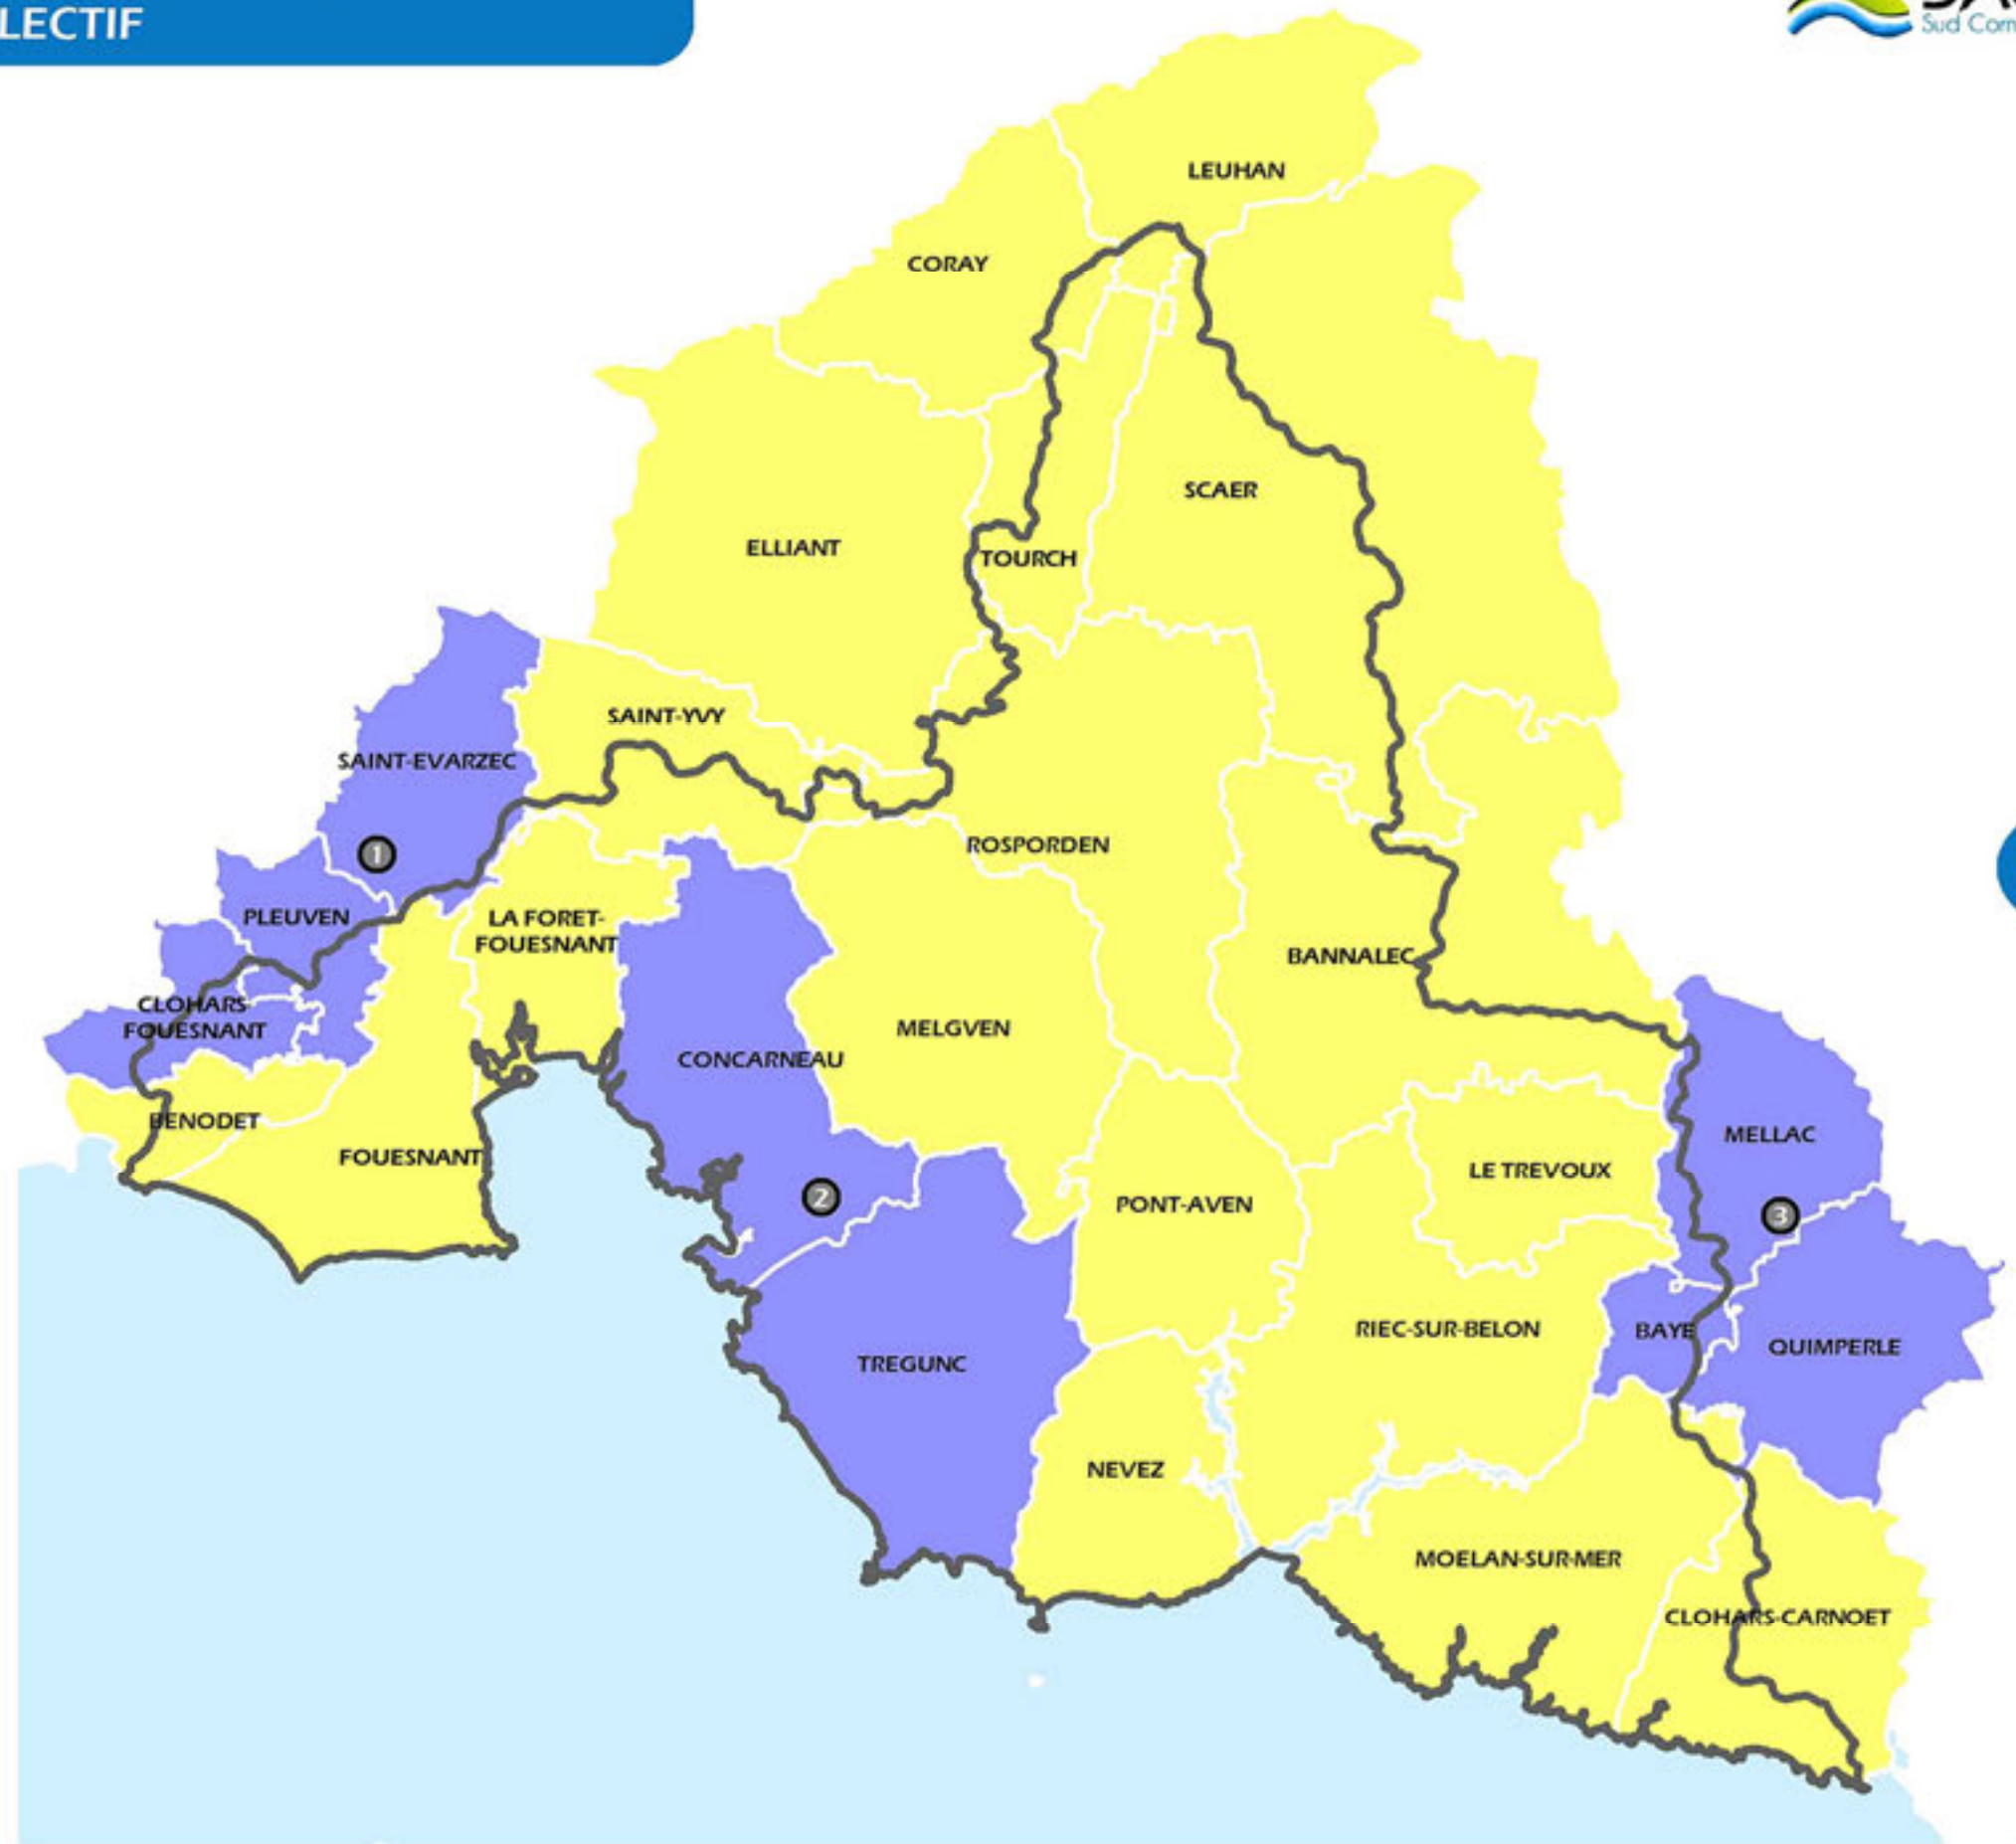 LECTIF
Sud Corn
LEUHAN
CORAY
SCAER
ELLIANT
TOURCH
SAINT-YVY
SAINT-EVARZEC
1
ROSPORDEN
PLEUVEN
LA FORET-
FOUESNANT
BANNALEC
CLOHARS-
FOUESNANT
MELGVEN
CONCARNEAU
BENODET
MELLAC
FOUESNANT
LE TREVOUX
2
PONT-AVEN
3
RIEC-SUR-BELON
BAYE
QUIMPERLE
TREGUNC
NEVEZ
MOELAN-SUR-MER
CLOHARS-CARNOET